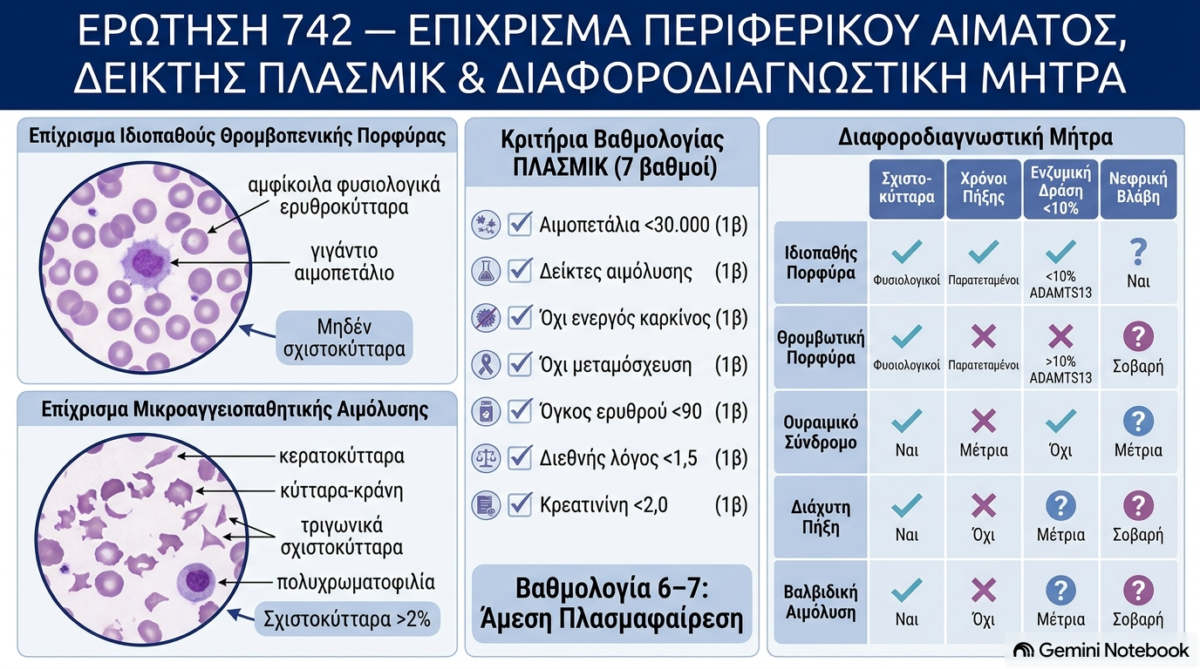 ΕΡΩΤΗΣΗ 742 – ΕΠΙΧΡΙΣΜΑ ΠΕΡΙΦΕΡΙΚΟΥ ΑΙΜΑΤΟΣ,
ΔΕΙΚΤΗΣ ΠΛΑΣΜΙΚ & ΔΙΑΦΟΡΟΔΙΑΓΝΩΣΤΙΚΗ ΜΗΤΡΑ
Επίχρισμα Ιδιοπαθούς Θρομβοπενικής Πορφύρας
αμφίκοιλα φυσιολογικά
ερυθροκύτταρα
γιγάντιο
αιμοπετάλιο
Μηδέν
σχιστοκύτταρα
Επίχρισμα Μικροαγγειοπαθητικής Αιμόλυσης
κερατοκύτταρα
κύτταρα-κράνη
τριγωνικά
σχιστοκύτταρα
πολυχρωματοφιλία
Σχιστοκύτταρα >2%
Κριτήρια Βαθμολογίας
ΠΛΑΣΜΙΚ (7 βαθμοί)
Αιμοπετάλια <30.000 (1β)
Δείκτες αιμόλυσης (1β)
Όχι ενεργός καρκίνος (1β)
Όχι μεταμόσχευση (1β)
Όγκος ερυθρού <90 (1β)
Διεθνής λόγος <1,5 (1β)
Κρεατινίνη <2,0 (1β)
Βαθμολογία 6–7:
Άμεση Πλασμαφαίρεση
Διαφοροδιαγνωστική Μήτρα
Σχιστο-
κύτταρα
Χρόνοι
Πήξης
Ενζυμική
Δράση
<10%
Νεφρική
Βλάβη
Ιδιοπαθής
Πορφύρα
Φυσιολογικοί
Παρατεταμένοι
<10%
ADAMTS13
?
Ναι
Θρομβωτική
Πορφύρα
Φυσιολογικοί
Παρατεταμένοι
>10%
ADAMTS13
?
Σοβαρή
Ουραιμικό
Σύνδρομο
Ναι
Μέτρια
Όχι
?
Μέτρια
Διάχυτη
Πήξη
Ναι
Όχι
?
Μέτρια
?
Σοβαρή
Βαλβιδική
Αιμόλυση
Ναι
Όχι
?
Μέτρια
?
Σοβαρή
Gemini Notebook